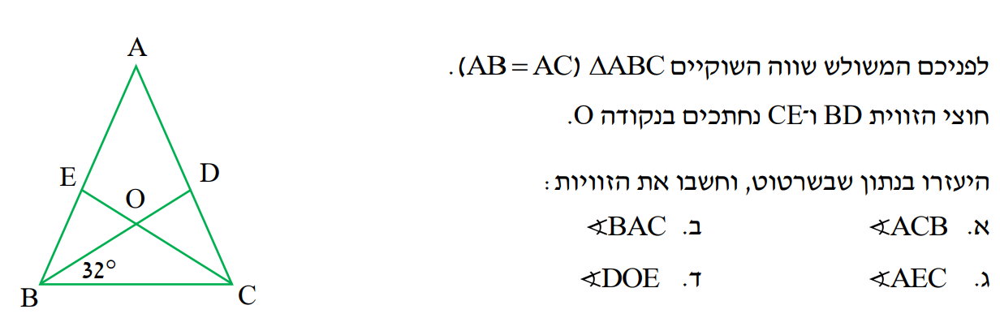 לפניכם המשולש שווה השוקיים ΔABC (AB = AC).
חוצי הזווית BD ו־CE נחתכים בנקודה O.
היעזרו בנתון שבשרטוט, וחשבו את הזוויות:
א. ∢ACB ב. ∢BAC
ג. ∢AEC ד. ∢DOE
A
E D
O
32°
B C